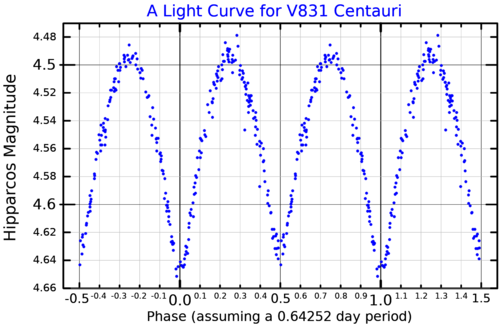 A Light Curve for V831 Centauri
Hipparcos Magnitude
4.48
4.5
4.52
4.54
4.56
4.58
4.6
4.62
4.64
4.66
-0.5 -0.4 -0.3 -0.2 -0.1 0.0 0.1 0.2 0.3 0.4 0.5 0.6 0.7 0.8 0.9 1.0 1.1 1.2 1.3 1.4 1.5
Phase (assuming a 0.64252 day period)